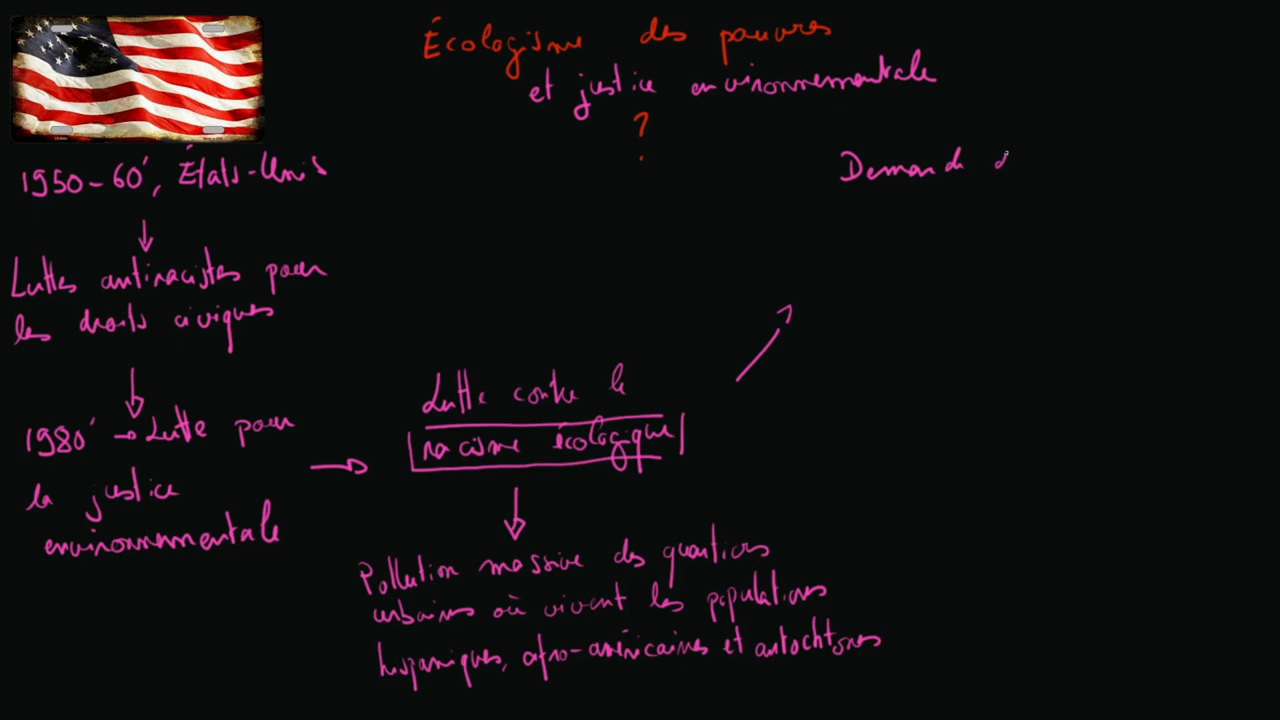 Écologisme des pauvres
et justice environnementale
?
1950-60', États-Unis
Luttes antiracistes pour
les droits civiques
1980' → Lutte pour
la justice
environnementale
Lutte contre le
racisme écologique
Pollution massive des quartiers
urbains où vivent les populations
hispaniques, afro-américaines et autochtones
Demande d